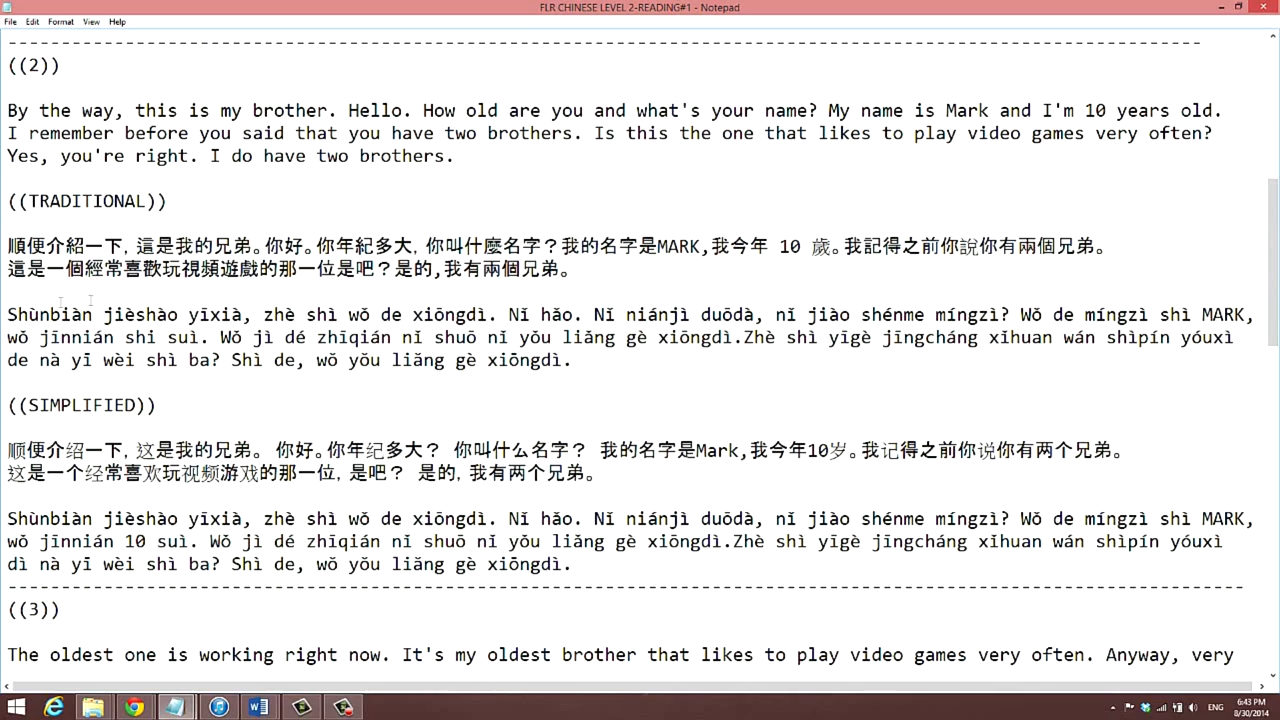 FLR CHINESE LEVEL 2-READING#1 - Notepad
File Edit Format View Help
----------------------------------------------------------------------------------------------------------------
((2))
By the way, this is my brother. Hello. How old are you and what's your name? My name is Mark and I'm 10 years old.
I remember before you said that you have two brothers. Is this the one that likes to play video games very often?
Yes, you're right. I do have two brothers.
((TRADITIONAL))
順便介紹一下，這是我的兄弟。你好。你年紀多大，你叫什麼名字？我的名字是MARK,我今年 10 歲。我記得之前你說你有兩個兄弟。
這是一個經常喜歡玩視頻遊戲的那一位是吧？是的,我有兩個兄弟。
Shùnbiàn jièshào yīxià, zhè shì wǒ de xiōngdì. Nǐ hǎo. Nǐ niánjì duōdà, nǐ jiào shénme míngzì? Wǒ de míngzì shì MARK,
wǒ jīnnián shi suì. Wǒ jì dé zhīqián nǐ shuō nǐ yǒu liǎng gè xiōngdì.Zhè shì yīgè jīngcháng xǐhuan wán shìpín yóuxì
de nà yī wèi shì ba? Shì de, wǒ yǒu liǎng gè xiōngdì.
((SIMPLIFIED))
顺便介绍一下，这是我的兄弟。 你好。你年纪多大？ 你叫什么名字？ 我的名字是Mark,我今年10岁。我记得之前你说你有两个兄弟。
这是一个经常喜欢玩视频游戏的那一位，是吧？ 是的，我有两个兄弟。
Shùnbiàn jièshào yīxià, zhè shì wǒ de xiōngdì. Nǐ hǎo. Nǐ niánjì duōdà, nǐ jiào shénme míngzì? Wǒ de míngzì shì MARK,
wǒ jīnnián 10 suì. Wǒ jì dé zhīqián nǐ shuō nǐ yǒu liǎng gè xiōngdì.Zhè shì yīgè jīngcháng xǐhuan wán shìpín yóuxì
dì nà yī wèi shì ba? Shì de, wǒ yǒu liǎng gè xiōngdì.
--------------------------------------------------------------------------------------------------------------------
((3))
The oldest one is working right now. It's my oldest brother that likes to play video games very often. Anyway, very
ENG
6:43 PM
8/30/2014